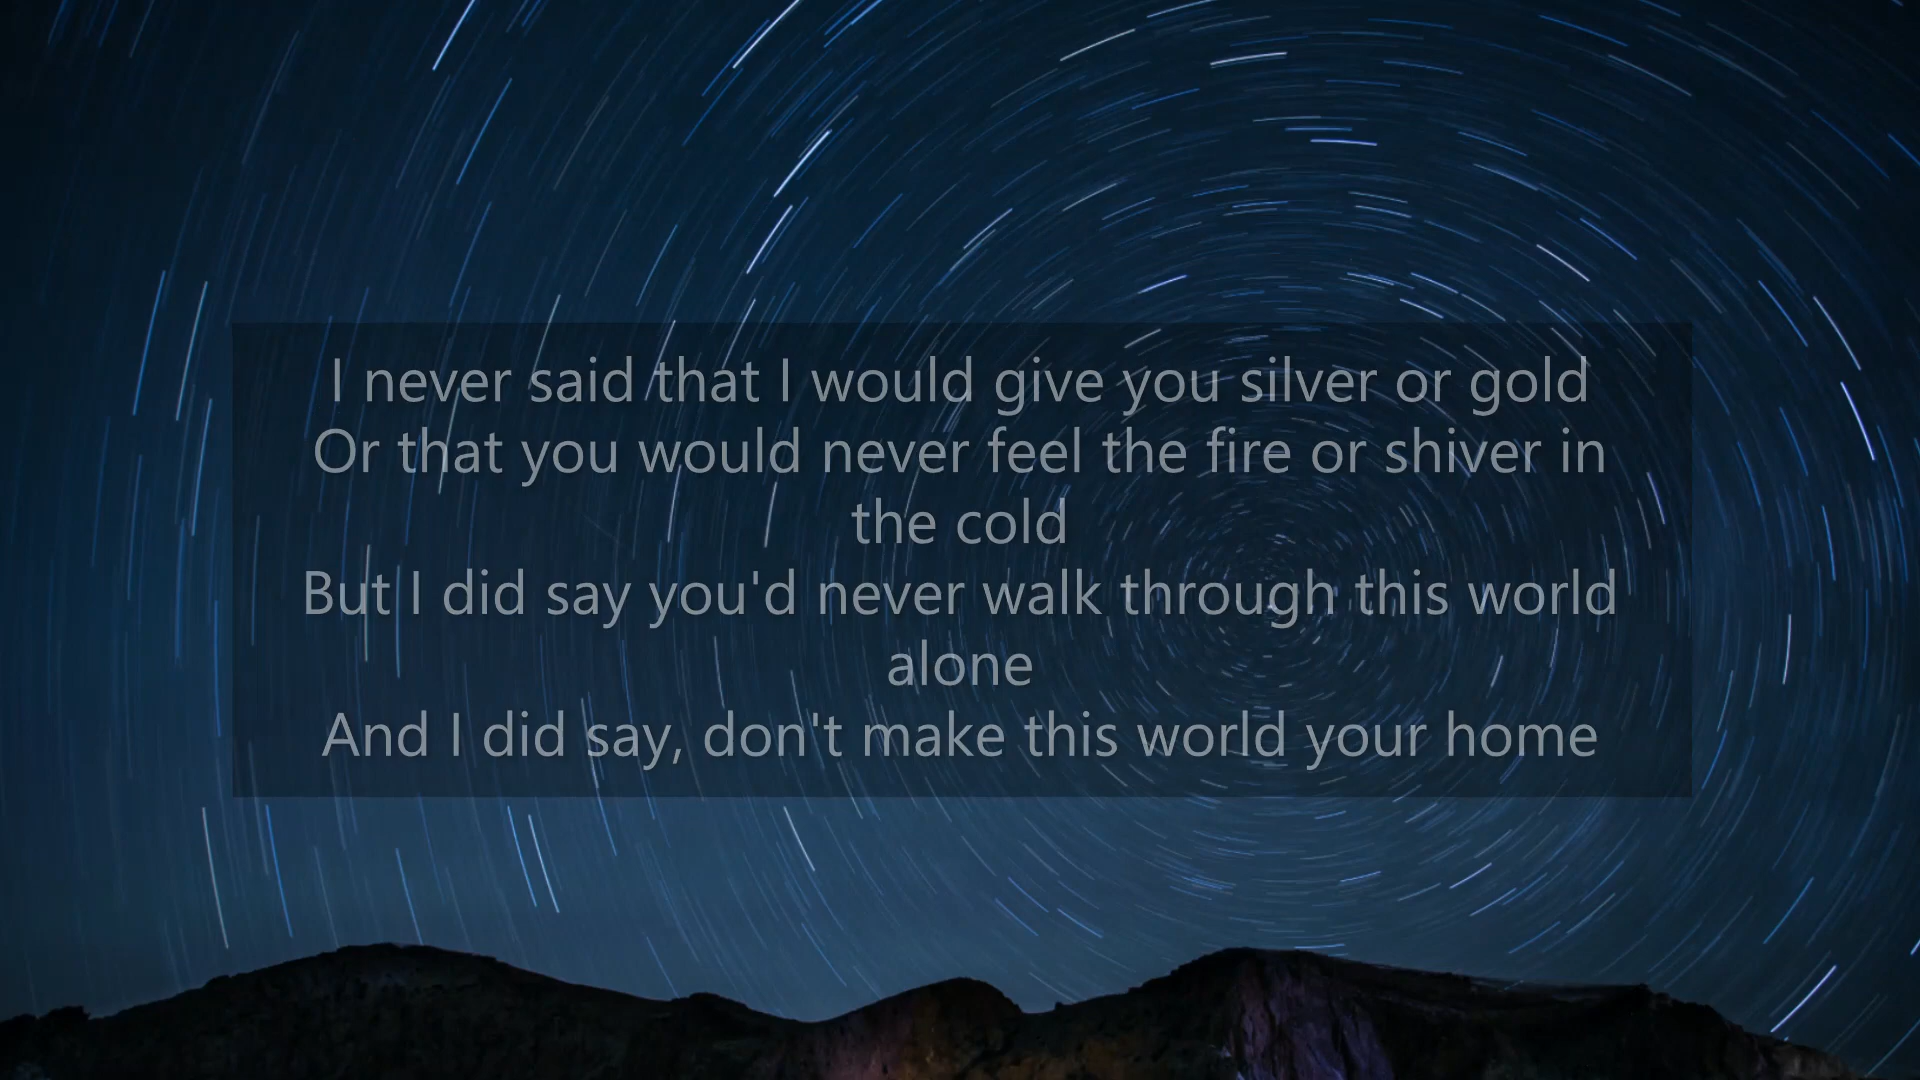 I never said that I would give you silver or gold
Or that you would never feel the fire or shiver in
the cold
But I did say you'd never walk through this world
alone
And I did say, don't make this world your home